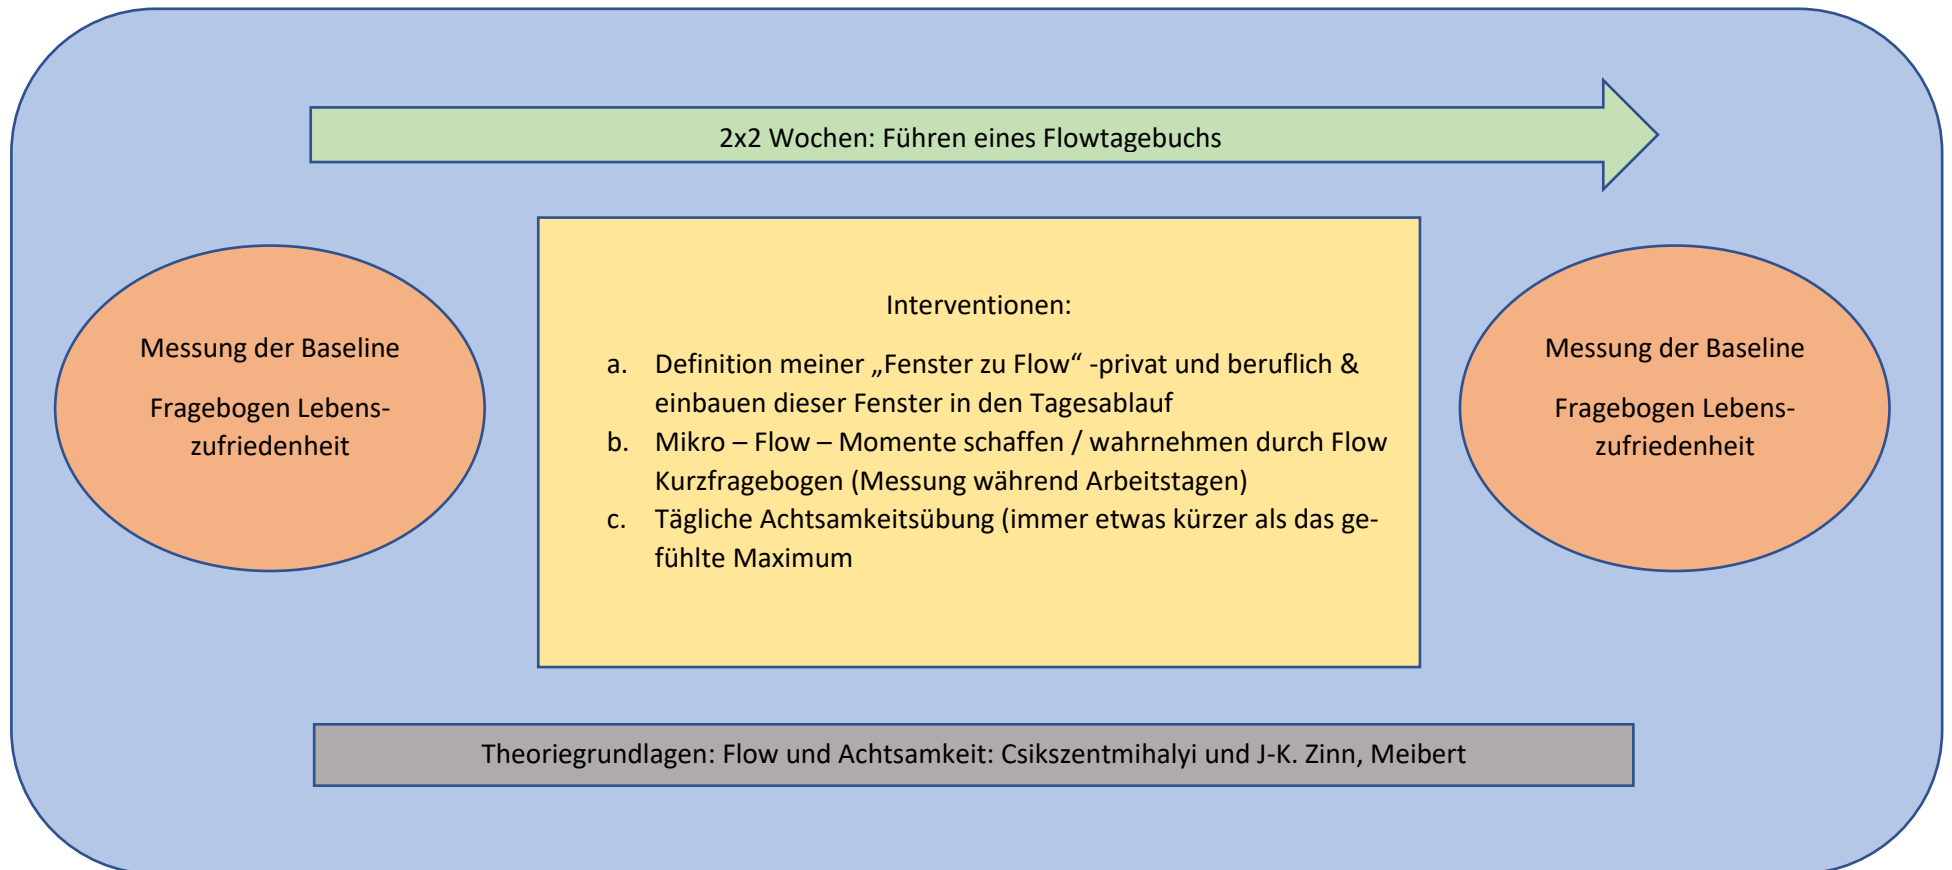 2x2 Wochen: Führen eines Flowtagebuchs
Messung der Baseline
Fragebogen Lebens-
zufriedenheit
Interventionen:
a. Definition meiner „Fenster zu Flow“ -privat und beruflich &
einbauen dieser Fenster in den Tagesablauf
b. Mikro – Flow – Momente schaffen / wahrnehmen durch Flow
Kurzfragebogen (Messung während Arbeitstagen)
c. Tägliche Achtsamkeitsübung (immer etwas kürzer als das ge-
fühlte Maximum
Messung der Baseline
Fragebogen Lebens-
zufriedenheit
Theoriegrundlagen: Flow und Achtsamkeit: Csikszentmihalyi und J-K. Zinn, Meibert